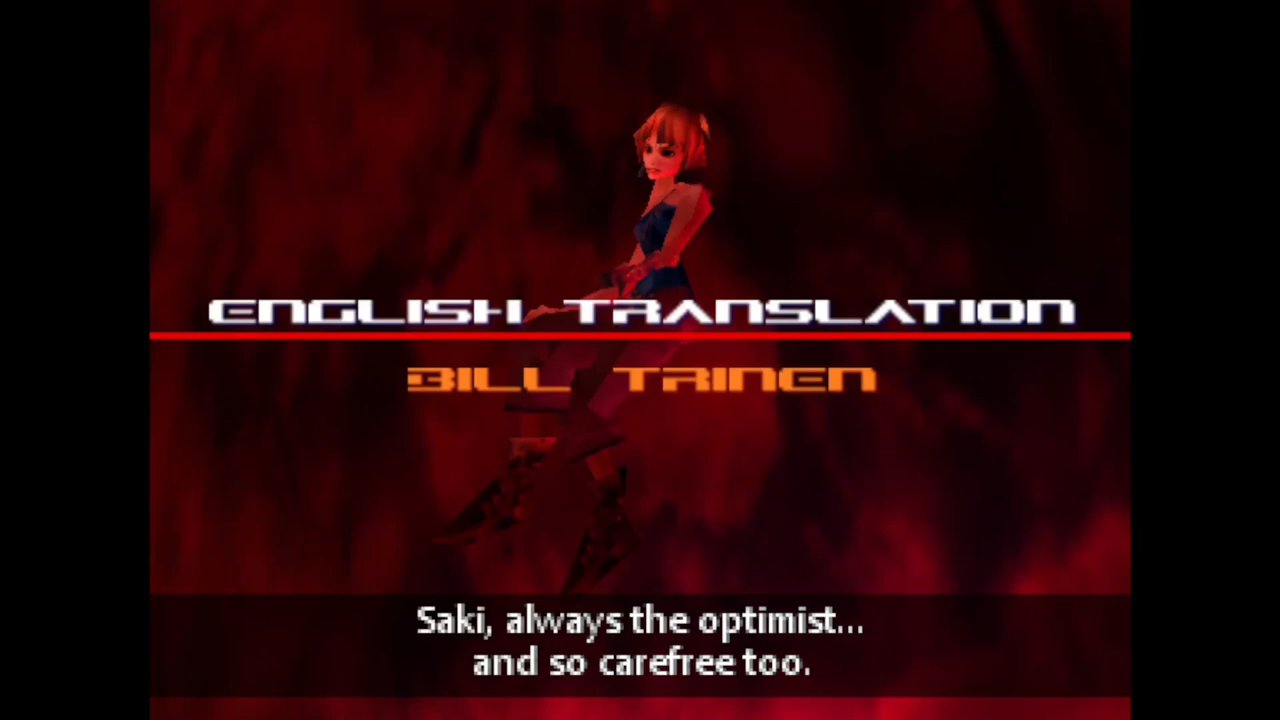 ENGLISH TRANSLATION
BILL TRINEN
Saki, always the optimist...
and so carefree too.